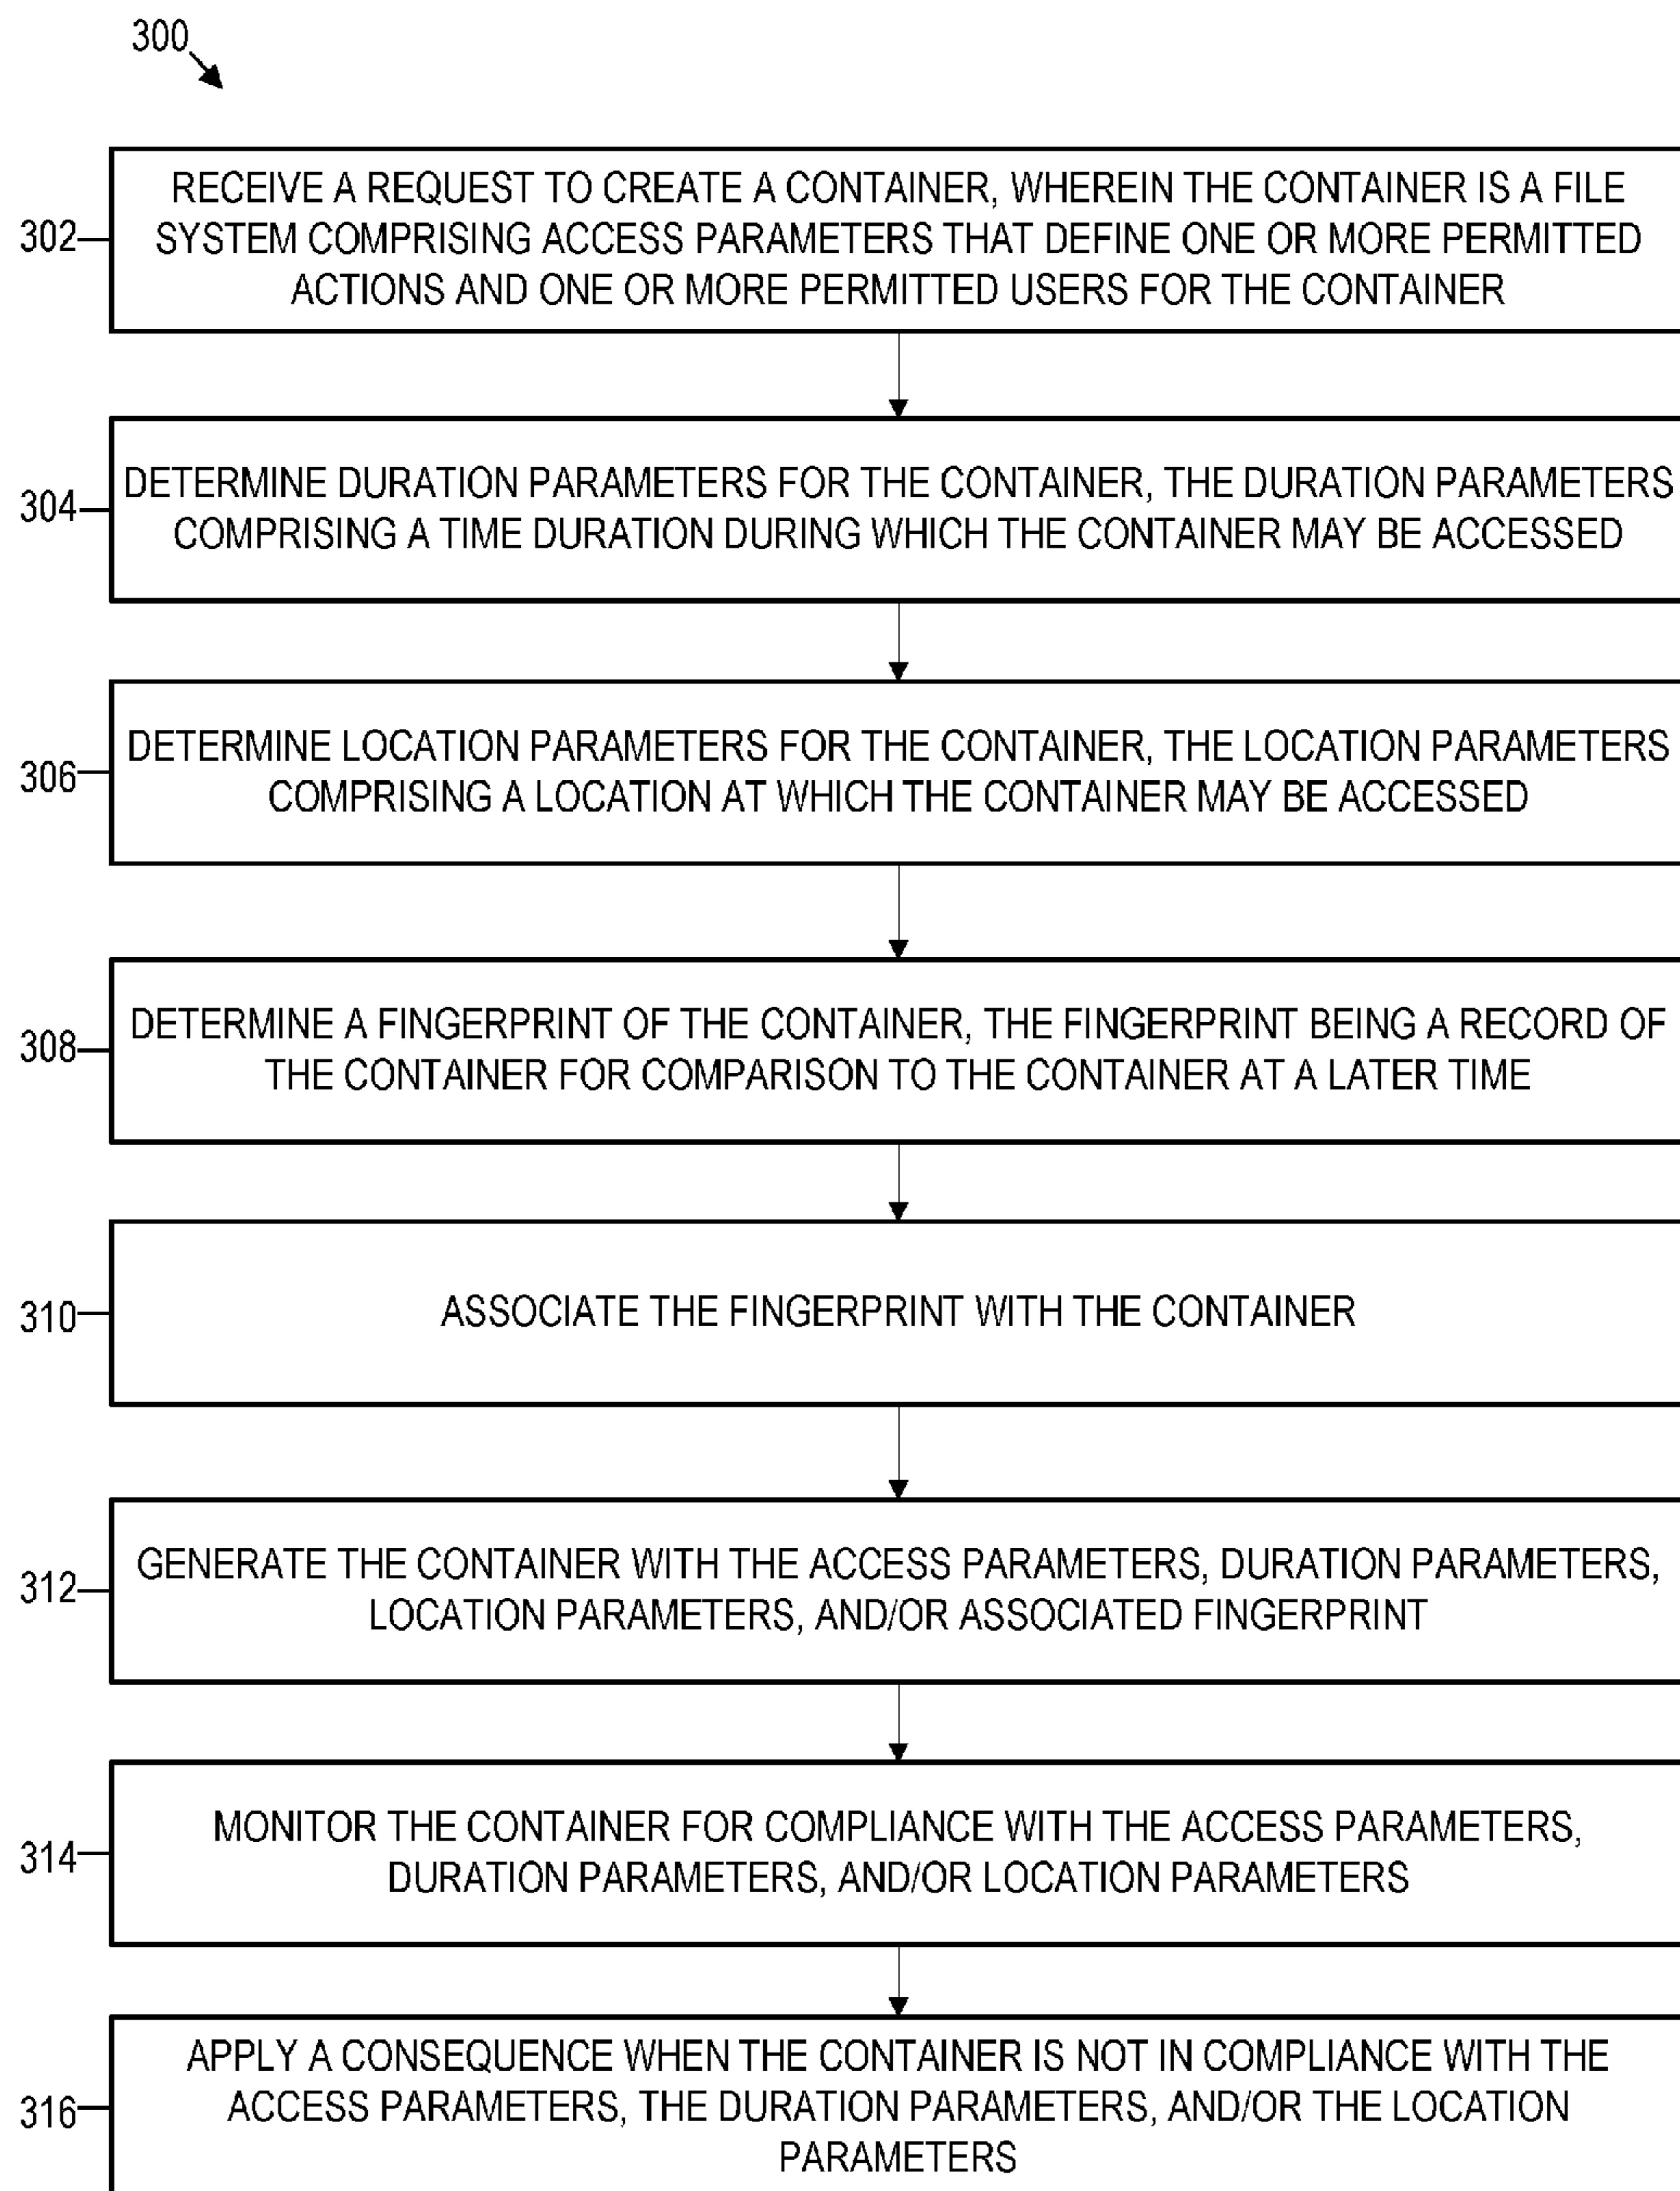 300
302
RECEIVE A REQUEST TO CREATE A CONTAINER, WHEREIN THE CONTAINER IS A FILE
SYSTEM COMPRISING ACCESS PARAMETERS THAT DEFINE ONE OR MORE PERMITTED
ACTIONS AND ONE OR MORE PERMITTED USERS FOR THE CONTAINER
304
DETERMINE DURATION PARAMETERS FOR THE CONTAINER, THE DURATION PARAMETERS
COMPRISING A TIME DURATION DURING WHICH THE CONTAINER MAY BE ACCESSED
306
DETERMINE LOCATION PARAMETERS FOR THE CONTAINER, THE LOCATION PARAMETERS
COMPRISING A LOCATION AT WHICH THE CONTAINER MAY BE ACCESSED
308
DETERMINE A FINGERPRINT OF THE CONTAINER, THE FINGERPRINT BEING A RECORD OF
THE CONTAINER FOR COMPARISON TO THE CONTAINER AT A LATER TIME
310
ASSOCIATE THE FINGERPRINT WITH THE CONTAINER
312
GENERATE THE CONTAINER WITH THE ACCESS PARAMETERS, DURATION PARAMETERS,
LOCATION PARAMETERS, AND/OR ASSOCIATED FINGERPRINT
314
MONITOR THE CONTAINER FOR COMPLIANCE WITH THE ACCESS PARAMETERS,
DURATION PARAMETERS, AND/OR LOCATION PARAMETERS
316
APPLY A CONSEQUENCE WHEN THE CONTAINER IS NOT IN COMPLIANCE WITH THE
ACCESS PARAMETERS, THE DURATION PARAMETERS, AND/OR THE LOCATION
PARAMETERS